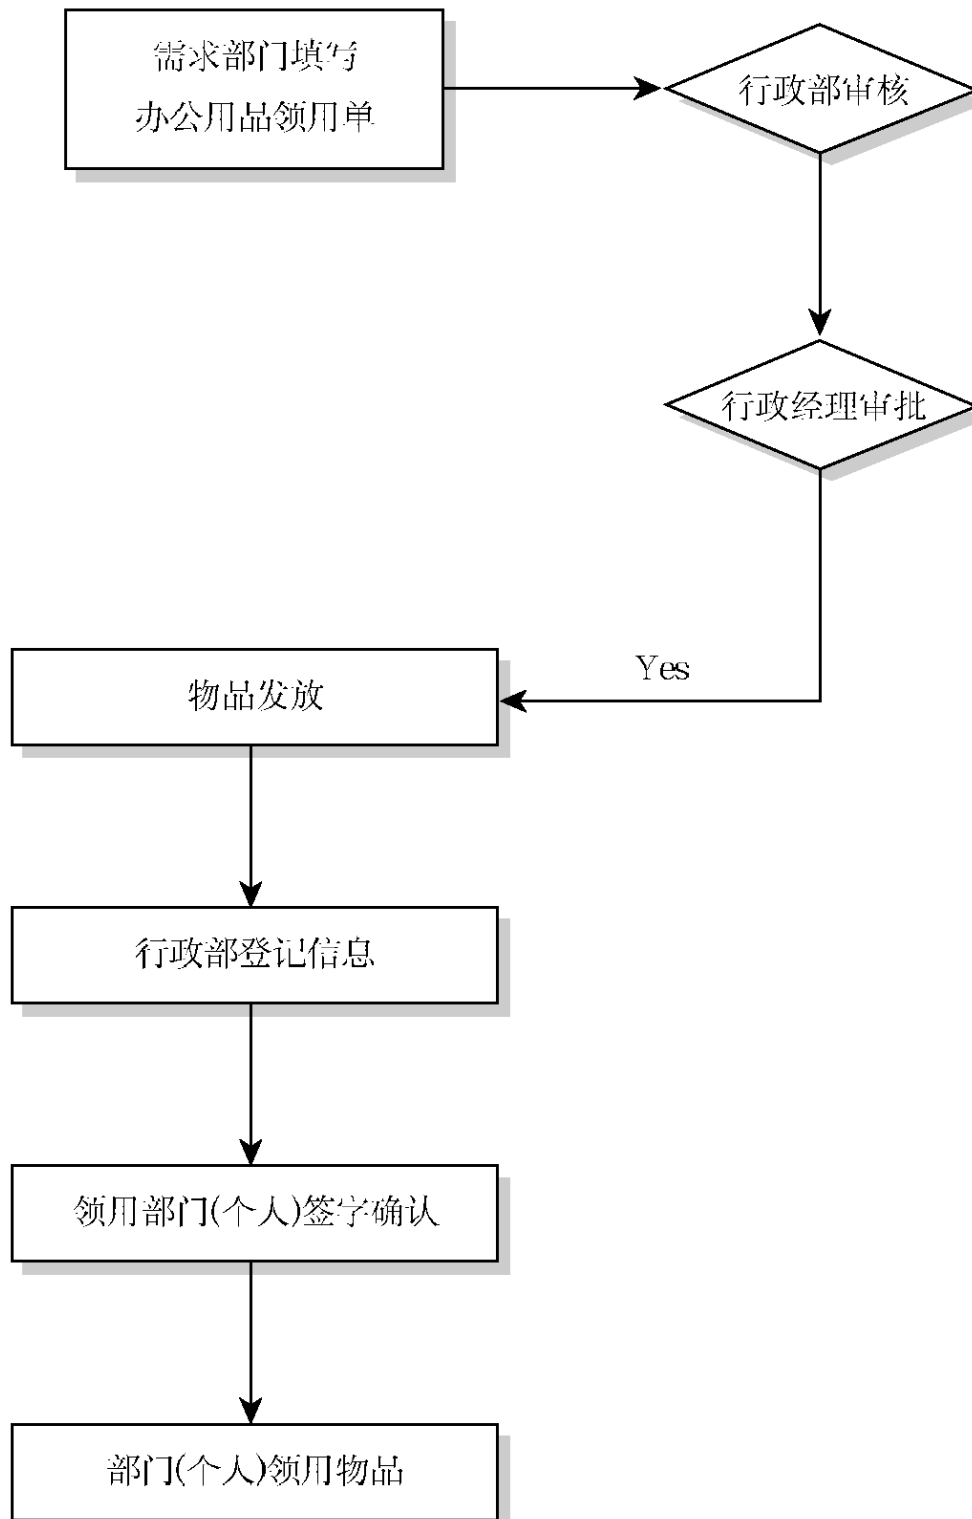 需求部门填写
办公用品领用单
行政部审核
行政经理审批
Yes
物品发放
行政部登记信息
领用部门(个人)签字确认
部门(个人)领用物品